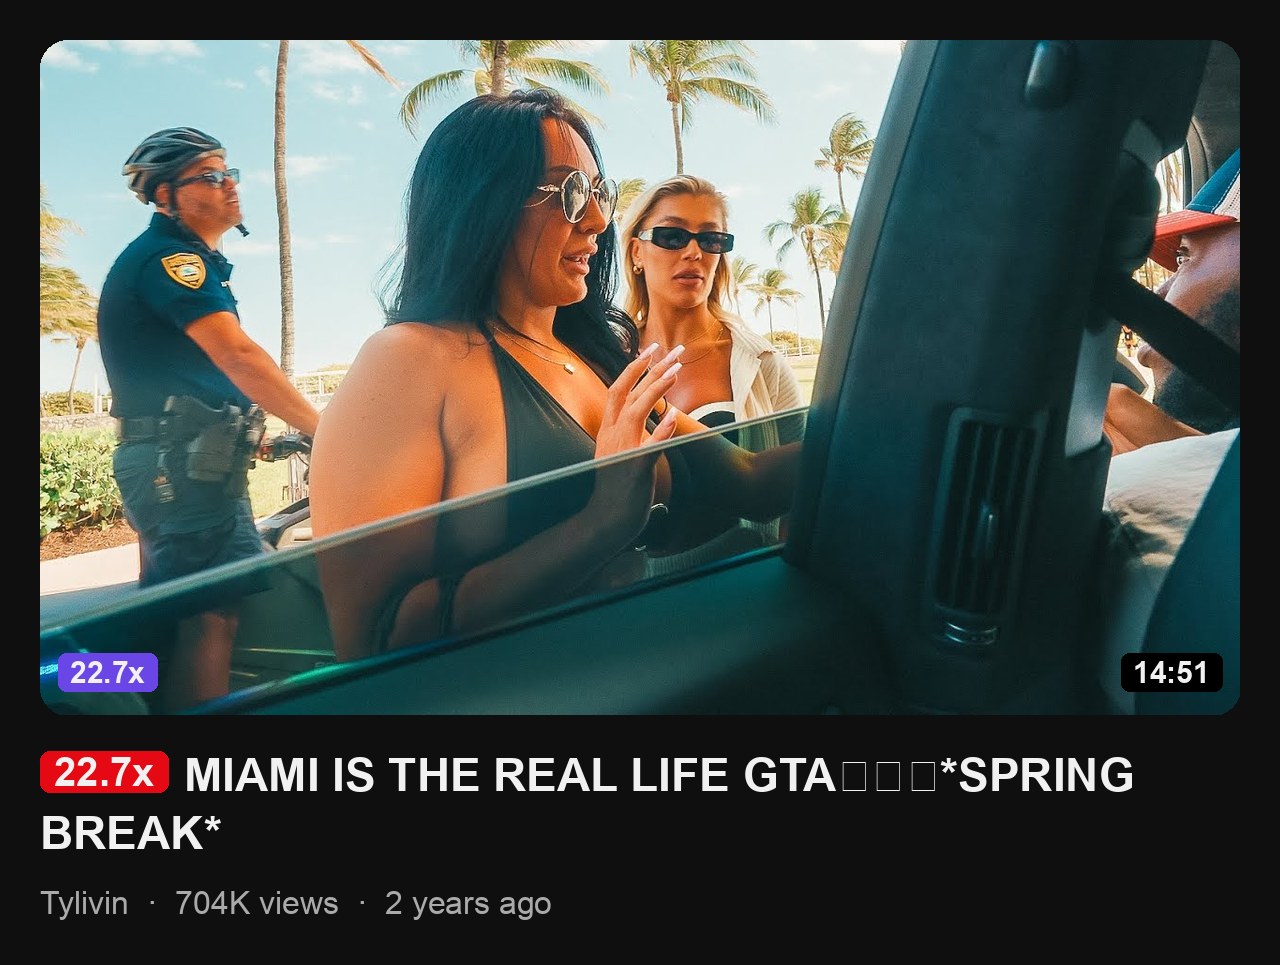 22.7x
14:51
22.7x MIAMI IS THE REAL LIFE GTA□□□*SPRING
BREAK*
Tylivin · 704K views · 2 years ago